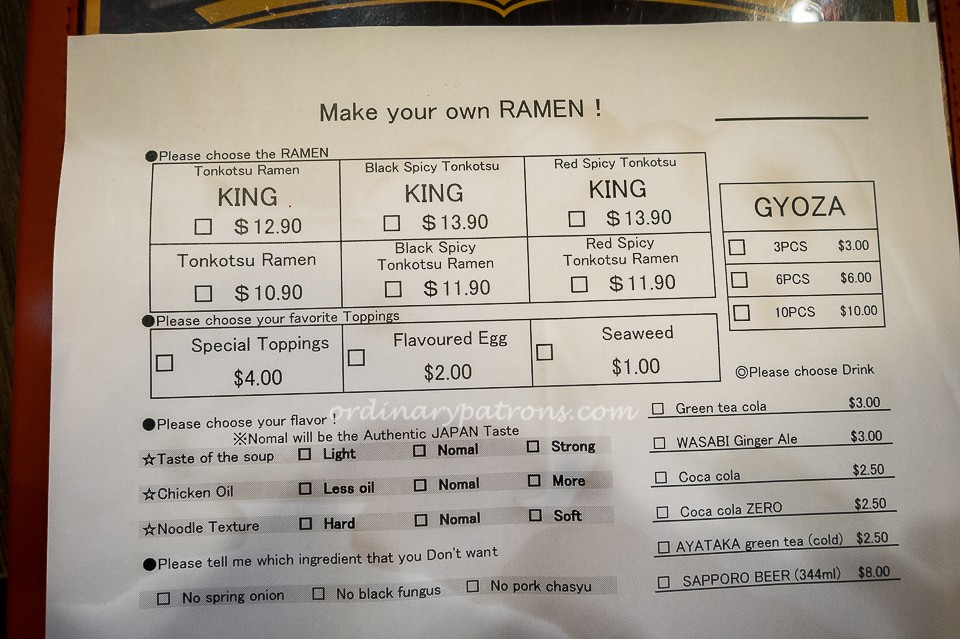 Make your own RAMEN !
●Please choose the RAMEN
Tonkotsu Ramen
KING
☐ $12.90
Black Spicy Tonkotsu
KING
☐ $13.90
Red Spicy Tonkotsu
KING
☐ $13.90
Tonkotsu Ramen
☐ $10.90
Black Spicy
Tonkotsu Ramen
☐ $11.90
Red Spicy
Tonkotsu Ramen
☐ $11.90
●Please choose your favorite Toppings
☐ Special Toppings
$4.00
☐ Flavoured Egg
$2.00
☐ Seaweed
$1.00
●Please choose your flavor !
※Nomal will be the Authentic JAPAN Taste
☆Taste of the soup ☐ Light ☐ Nomal ☐ Strong
☆Chicken Oil ☐ Less oil ☐ Nomal ☐ More
☆Noodle Texture ☐ Hard ☐ Nomal ☐ Soft
●Please tell me which ingredient that you Don't want
☐ No spring onion ☐ No black fungus ☐ No pork chasyu
GYOZA
☐ 3PCS $3.00
☐ 6PCS $6.00
☐ 10PCS $10.00
◎Please choose Drink
☐ Green tea cola $3.00
☐ WASABI Ginger Ale $3.00
☐ Coca cola $2.50
☐ Coca cola ZERO $2.50
☐ AYATAKA green tea (cold) $2.50
☐ SAPPORO BEER (344ml) $8.00
ordinarypatrons.com